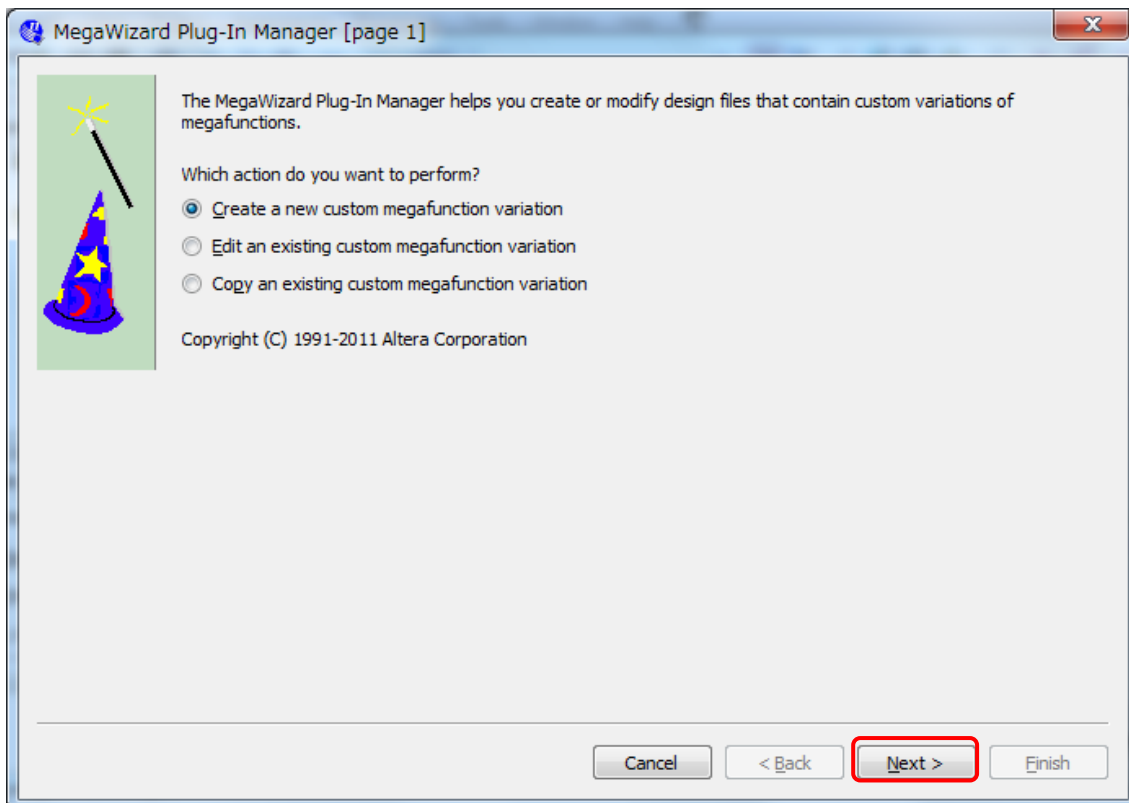 MegaWizard Plug-In Manager [page 1]
The MegaWizard Plug-In Manager helps you create or modify design files that contain custom variations of
megafunctions.
Which action do you want to perform?
Create a new custom megafunction variation
Edit an existing custom megafunction variation
Copy an existing custom megafunction variation
Copyright (C) 1991-2011 Altera Corporation
Cancel < Back Next > Finish